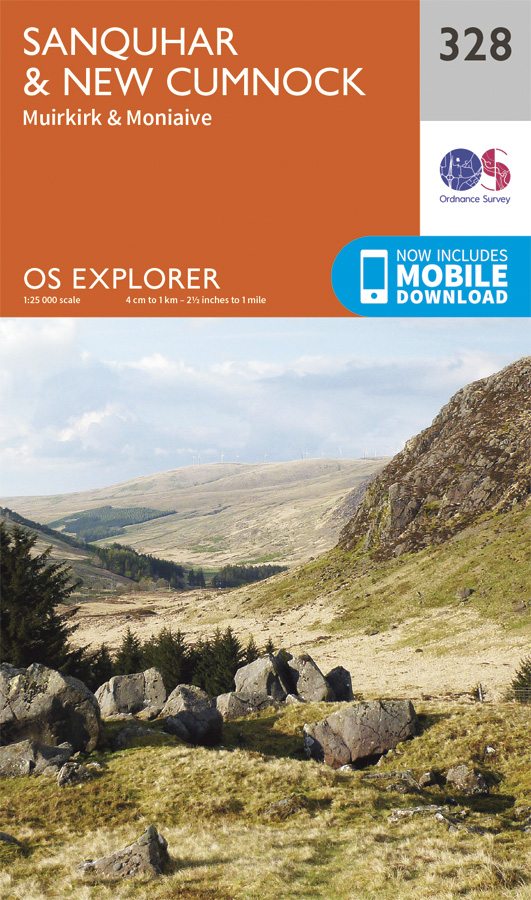 SANQUHAR
& NEW CUMNOCK
Muirkirk & Moniaive
328
Ordnance Survey
NOW INCLUDES
MOBILE
DOWNLOAD
OS EXPLORER
1:25 000 scale 4 cm to 1 km – 2½ inches to 1 mile